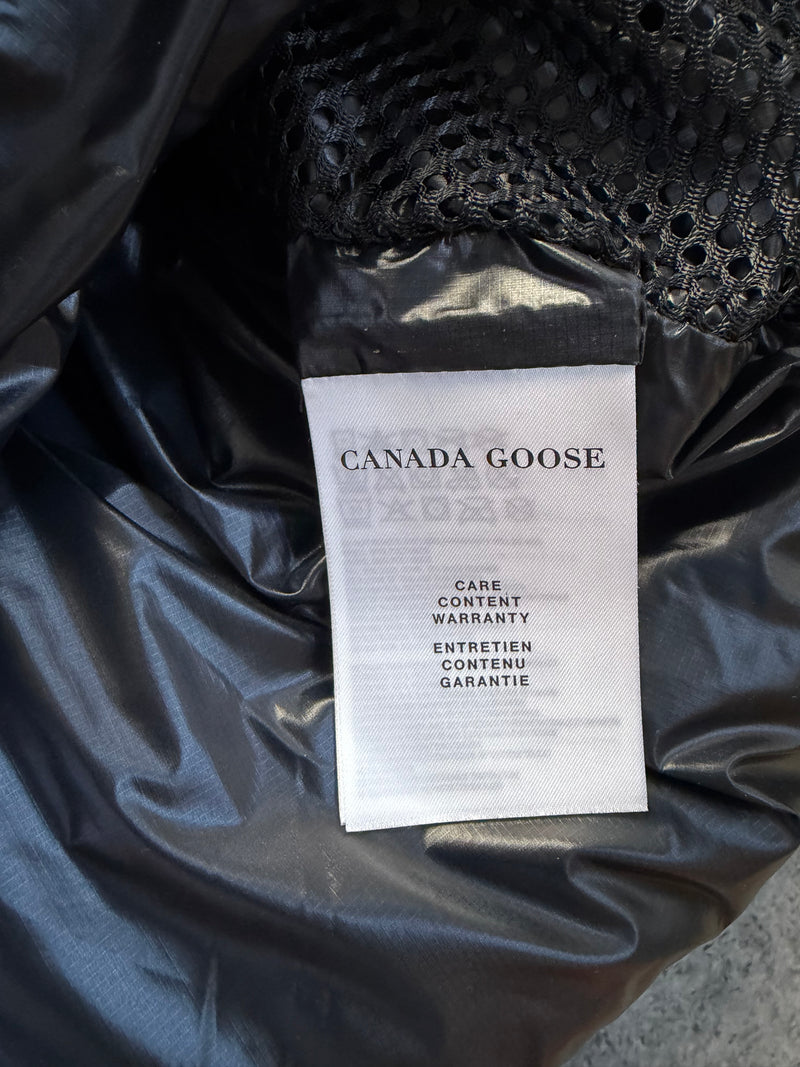 CANADA GOOSE
CARE
CONTENT
WARRANTY
ENTRETIEN
CONTENU
GARANTIE